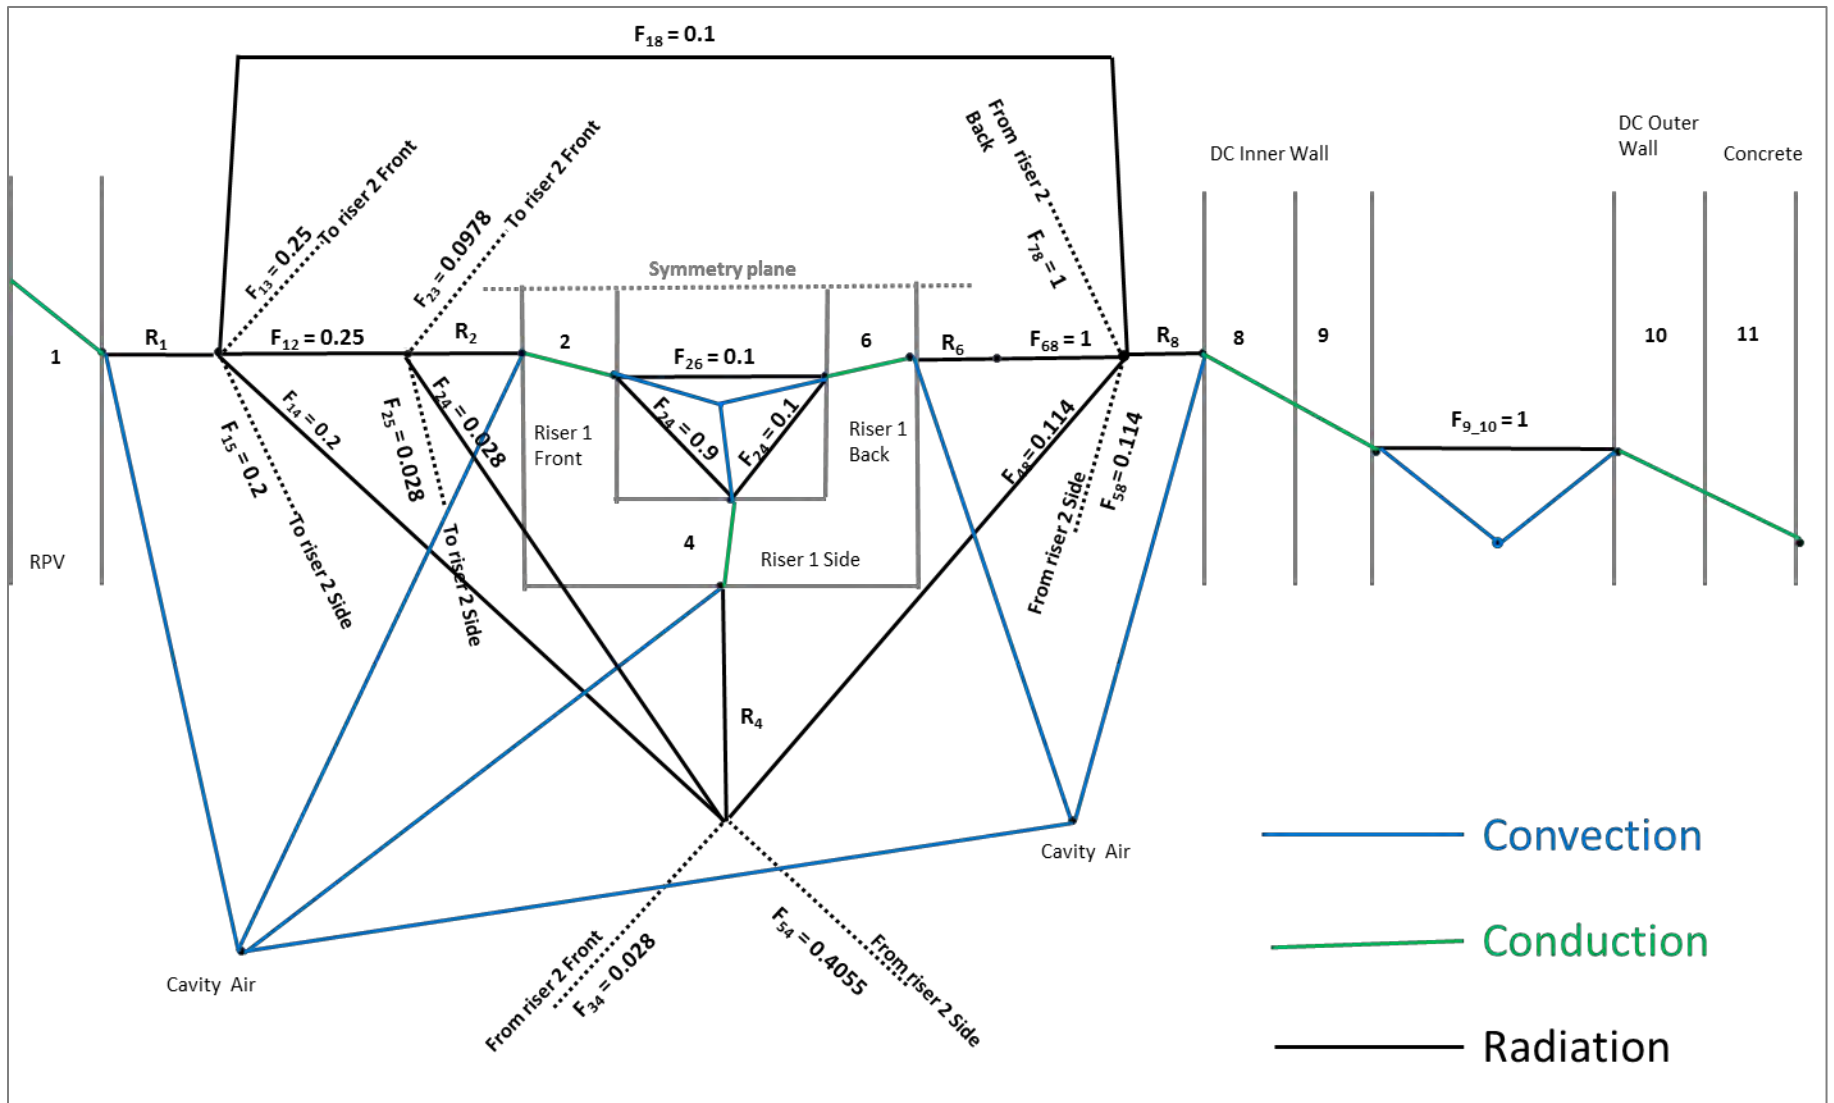 F18 = 0.1
DC Outer
Wall
DC Inner Wall
Concrete
From riser 2
Back
To riser 2 Front
To riser 2 Front
F13 = 0.25
F23 = 0.0978
F78 = 1
Symmetry plane
1
R1
F12 = 0.25
R2
2
F26 = 0.1
6
R6
F68 = 1
R8
8
9
10
11
F14 = 0.2
F15 = 0.2
F24 = 0.028
F25 = 0.028
F24 = 0.9
F24 = 0.1
Riser 1
Front
Riser 1
Back
F48 = 0.114
F58 = 0.114
F9_10 = 1
To riser 2 Side
To riser 2 Side
From riser 2 Side
4
Riser 1 Side
RPV
R4
Cavity Air
Cavity Air
From riser 2 Front
F34 = 0.028
F54 = 0.4055
From riser 2 Side
Convection
Conduction
Radiation